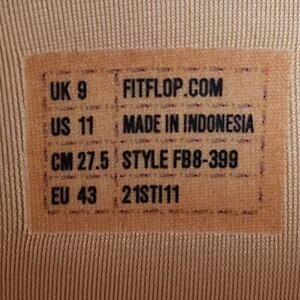 UK 9 FITFLOP.COM
US 11 MADE IN INDONESIA
CM 27.5 STYLE FB8-399
EU 43 21STI11